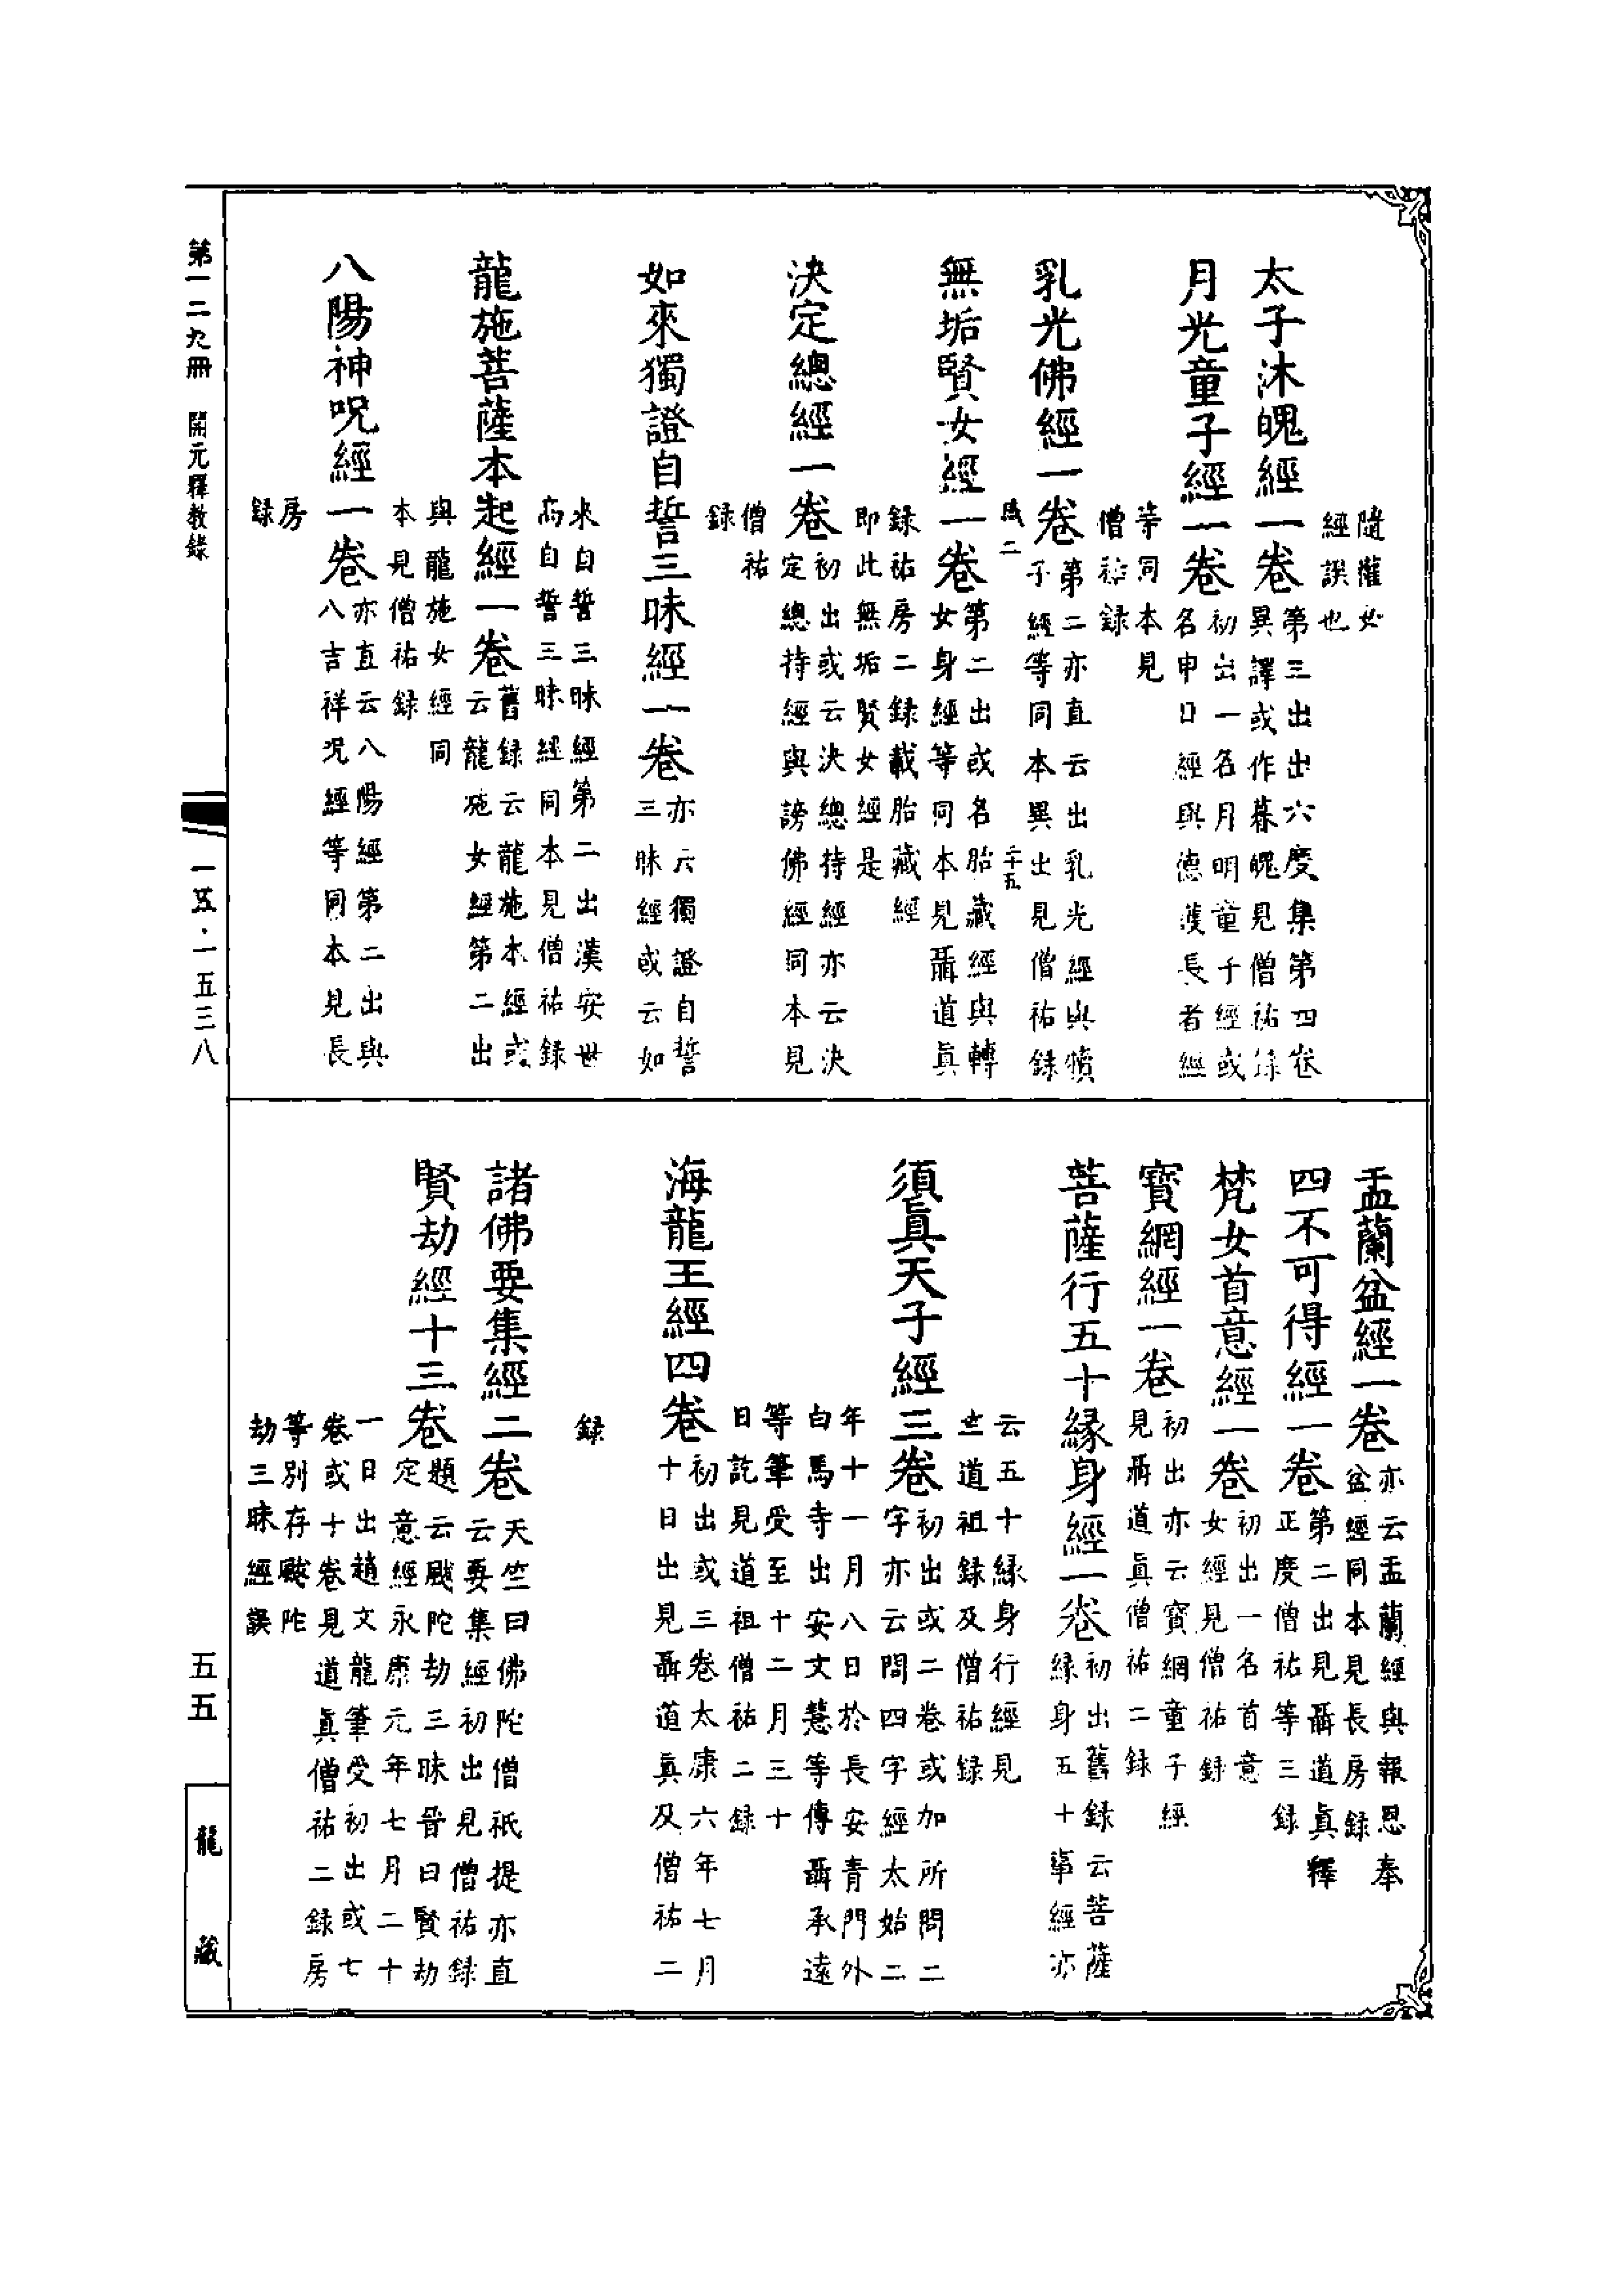 隨權女
經誤也
太子沐魄經一卷第三出出六度集第四卷
異譯或作暮魄見僧祐錄
月光童子經一卷初出一名月明童子經或
名申日經與德護長者經
等同本見
僧祐錄
乳光佛經一卷第二亦直云出乳光經與犢
子經等同本異出見僧祐錄
二十五
無垢賢女經一卷第二出或名胎藏經與轉
女身經等同本見聶道真
錄祐房二錄載胎藏經
即此無垢賢女經是
決定總經一卷初出或云決總持經亦云決
定總持經與謗佛經同本見
僧祐
錄
如來獨證自誓三昧經一卷亦云獨證自誓
三昧經或云如
來自誓三昧經第二出漢安世
高自誓三昧經同本見僧祐錄
龍施菩薩本起經一卷舊錄云龍施本經或
云龍施女經第二出
與龍施女經同
本見僧祐錄
八陽神呪經一卷亦直云八陽經第二出與
八吉祥呪經等同本見長
房
錄
盂蘭盆經一卷亦云盂蘭經與報恩奉
盆經同本見長房錄
四不可得經一卷第二出見聶道真釋
正度僧祐等三錄
梵女首意經一卷初出一名首意
女經見僧祐錄
寶網經一卷初出亦云寶網童子經
見聶道真僧祐二錄
菩薩行五十緣身經一卷初出舊錄云菩薩
緣身五十事經亦
云五十緣身行經見
世道祖錄及僧祐錄
須真天子經三卷初出或二卷或加所問二
字亦云問四字經太始二
年十一月八日於長安青門外
白馬寺出安文慧等傳聶承遠
等筆受至十二月三十
日訖見道祖僧祐二錄
海龍王經四卷初出或三卷太康六年七月
十日出見聶道真及僧祐二
錄
諸佛要集經二卷天竺曰佛陀僧祇提亦直
云要集經初出見僧祐錄
賢劫經十三卷題云颰陀劫三昧晉曰賢劫
定意經永康元年七月二十
一日出趙文龍筆受初出或七
卷或十卷見道真僧祐二錄房
等別存颰陀
劫三昧經誤
第一二九冊 開元釋教錄
一五·一五三八
五五
龍藏